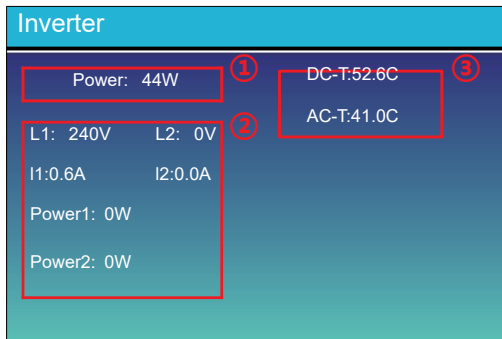 Inverter
Power: 44W
①
DC-T:52.6C
③
AC-T:41.0C
②
L1: 240V L2: 0V
I1:0.6A I2:0.0A
Power1: 0W
Power2: 0W